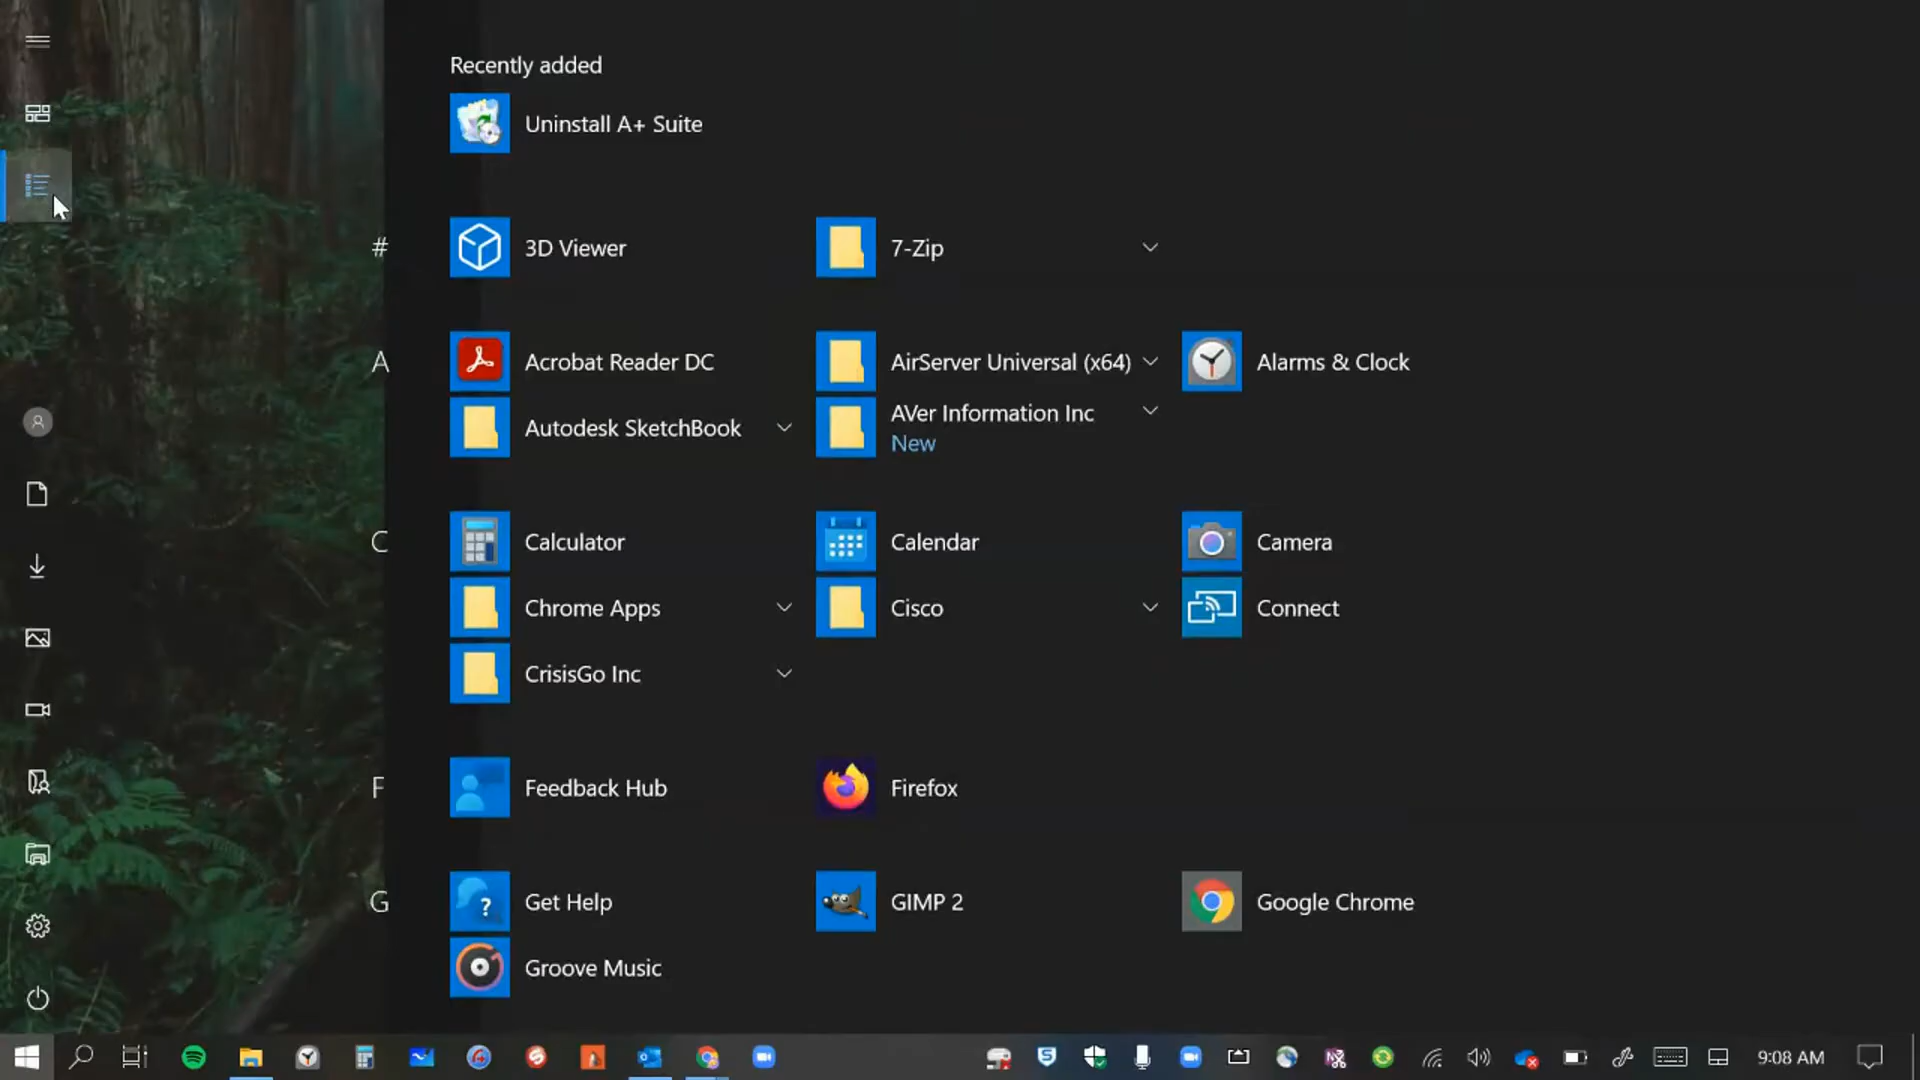 Recently added
Uninstall A+ Suite
#
3D Viewer
7-Zip
A
Acrobat Reader DC
AirServer Universal (x64)
Alarms & Clock
Autodesk SketchBook
AVer Information Inc
New
C
Calculator
Calendar
Camera
Chrome Apps
Cisco
Connect
CrisisGo Inc
F
Feedback Hub
Firefox
G
Get Help
GIMP 2
Google Chrome
Groove Music
9:08 AM